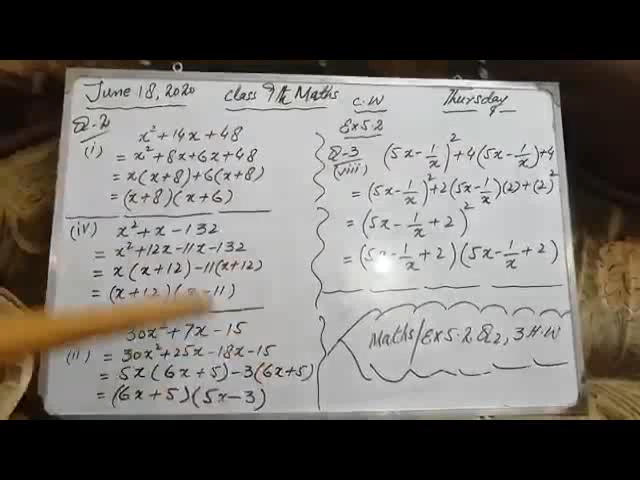 June 18, 2020 Class 9th Maths C.W Thursday
Q-2
x² + 14x + 48
(i) = x² + 8x + 6x + 48
= x(x+8) + 6(x+8)
= (x+8)(x+6)
(iv) x² + x - 132
= x² + 12x - 11x - 132
= x(x+12) - 11(x+12)
= (x+12)(x-11)
30x² + 7x - 15
(ii) = 30x² + 25x - 18x - 15
= 5x(6x+5) - 3(6x+5)
= (6x+5)(5x-3)
Ex 5.2
Q-3 (5x - 1/x)² + 4(5x - 1/x) + 4
(viii) = (5x - 1/x)² + 2(5x - 1/x)(2) + (2)²
= (5x - 1/x + 2)²
= (5x - 1/x + 2)(5x - 1/x + 2)
Maths/Ex 5.2 Q2, 3 H.W